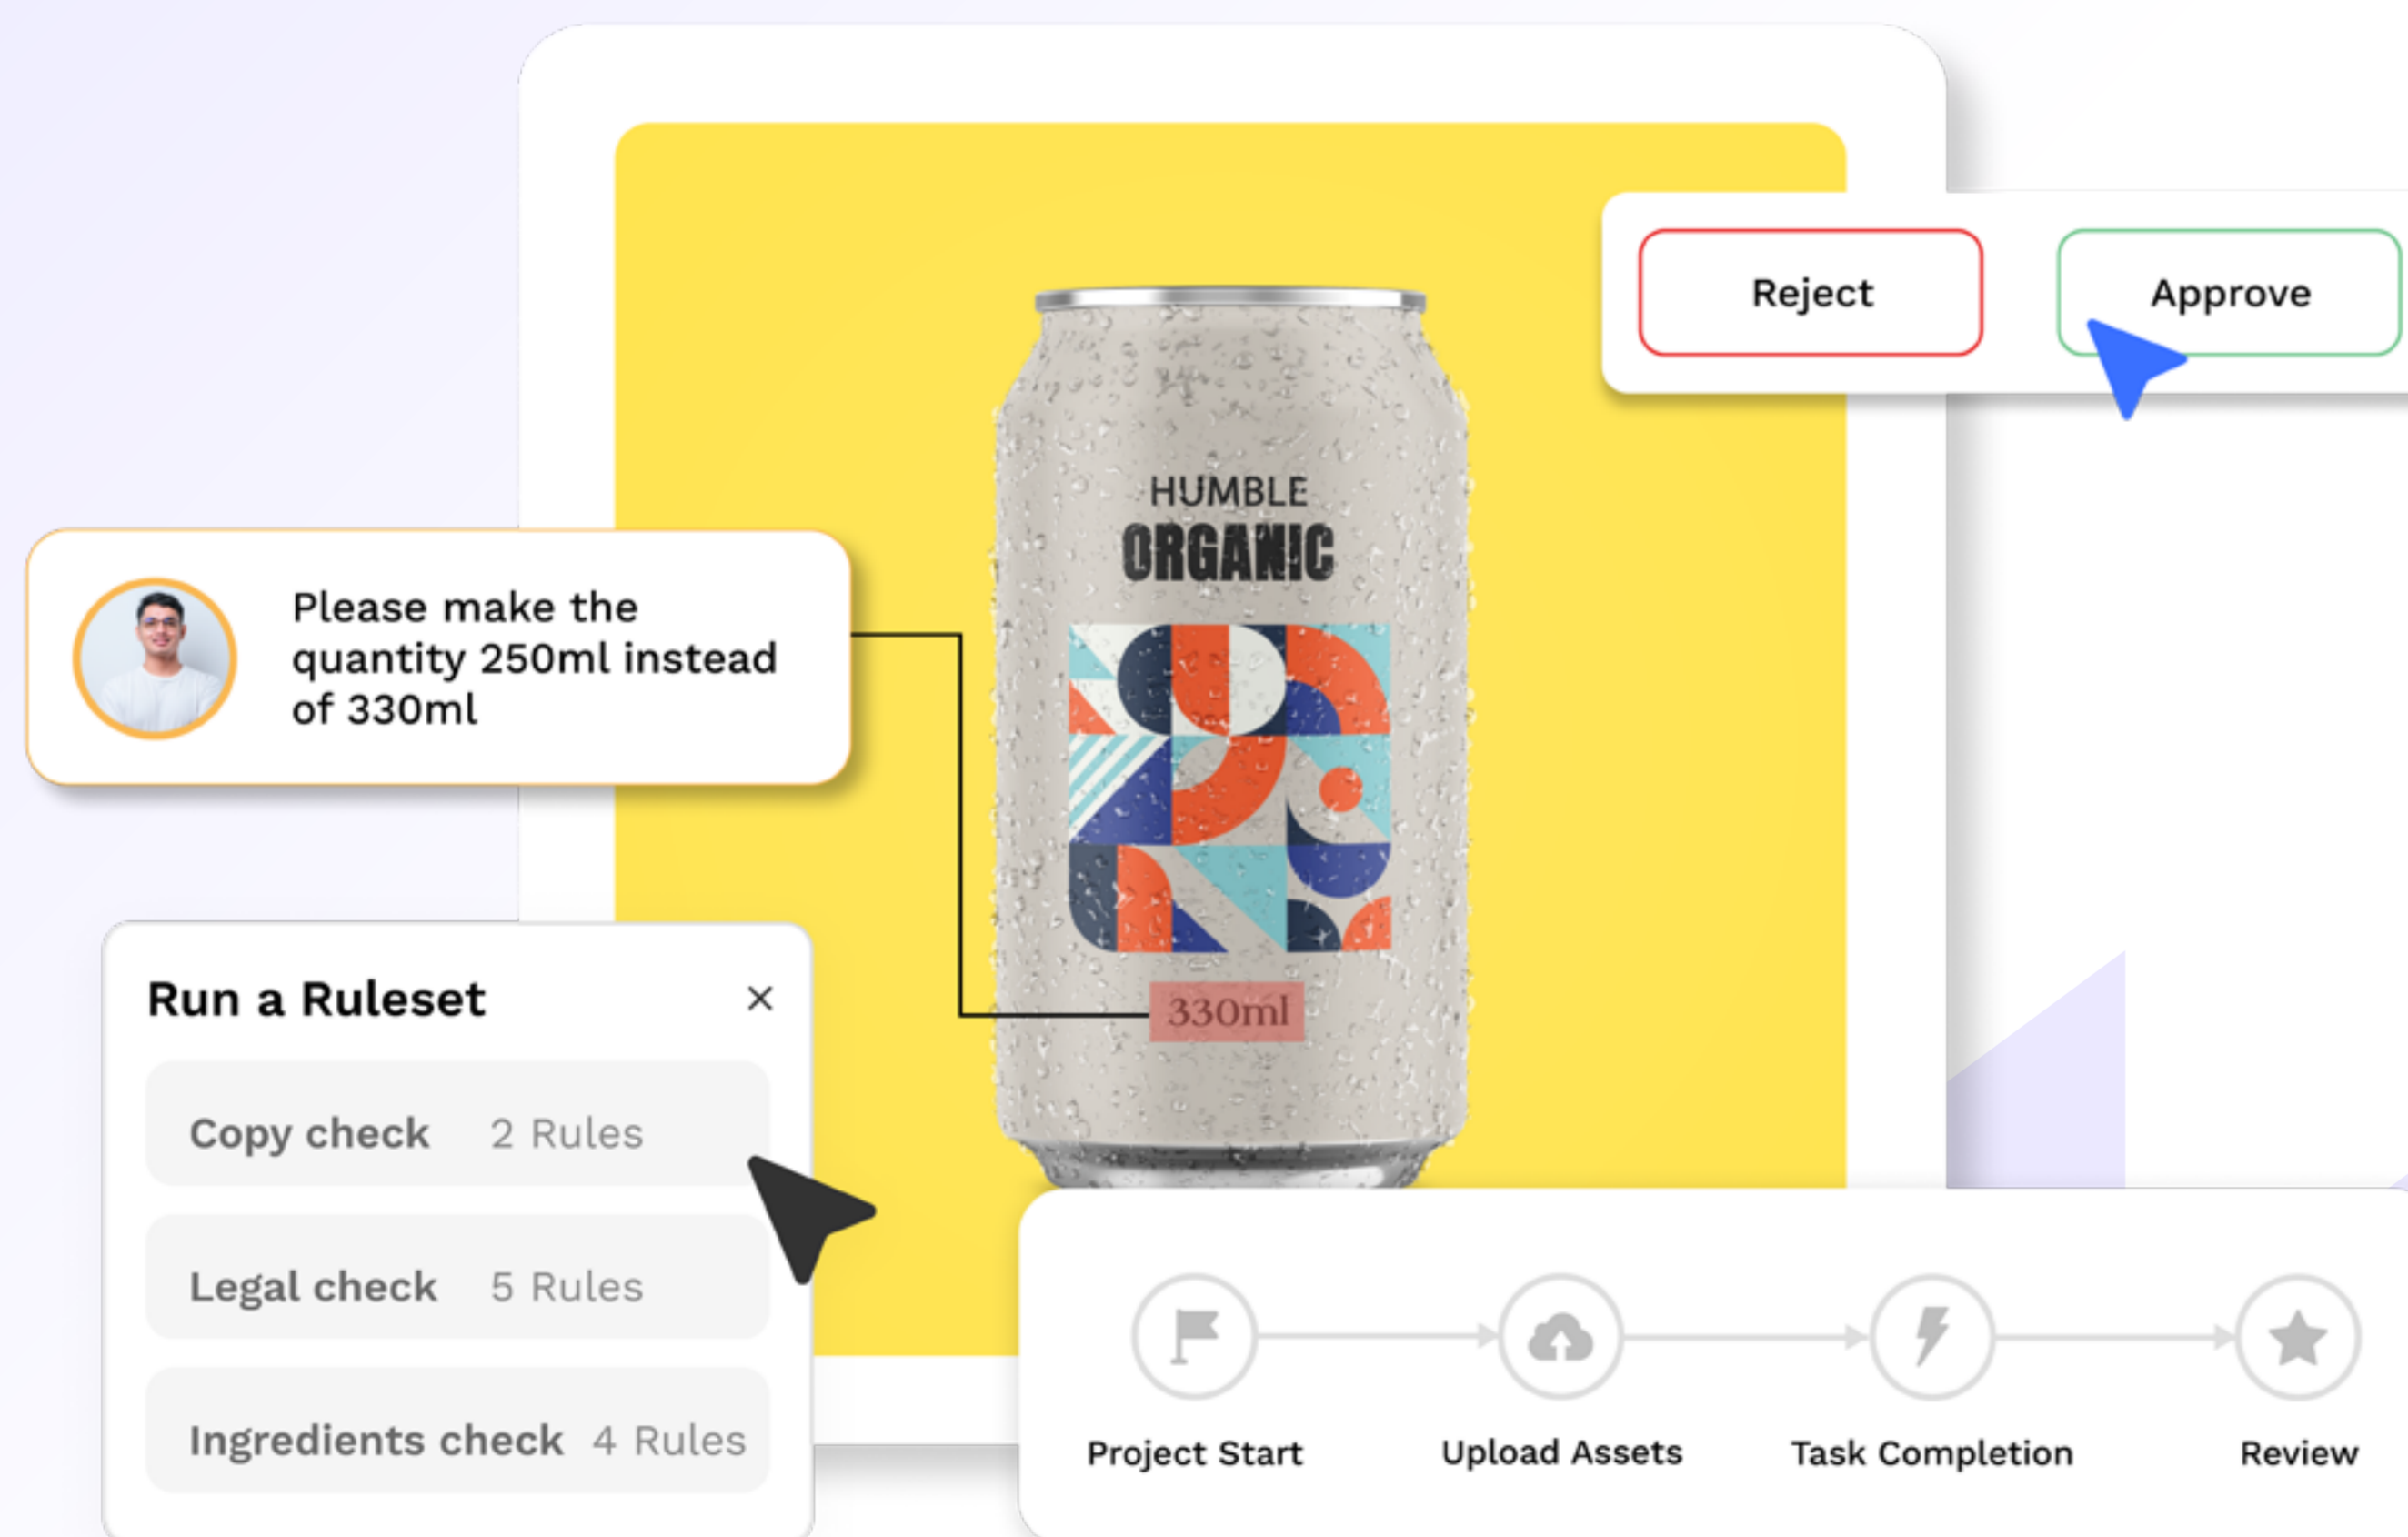 Reject
Approve
HUMBLE
ORGANIC
Please make the
quantity 250ml instead
of 330ml
330ml
Run a Ruleset
Copy check 2 Rules
Legal check 5 Rules
Ingredients check 4 Rules
Project Start
Upload Assets
Task Completion
Review